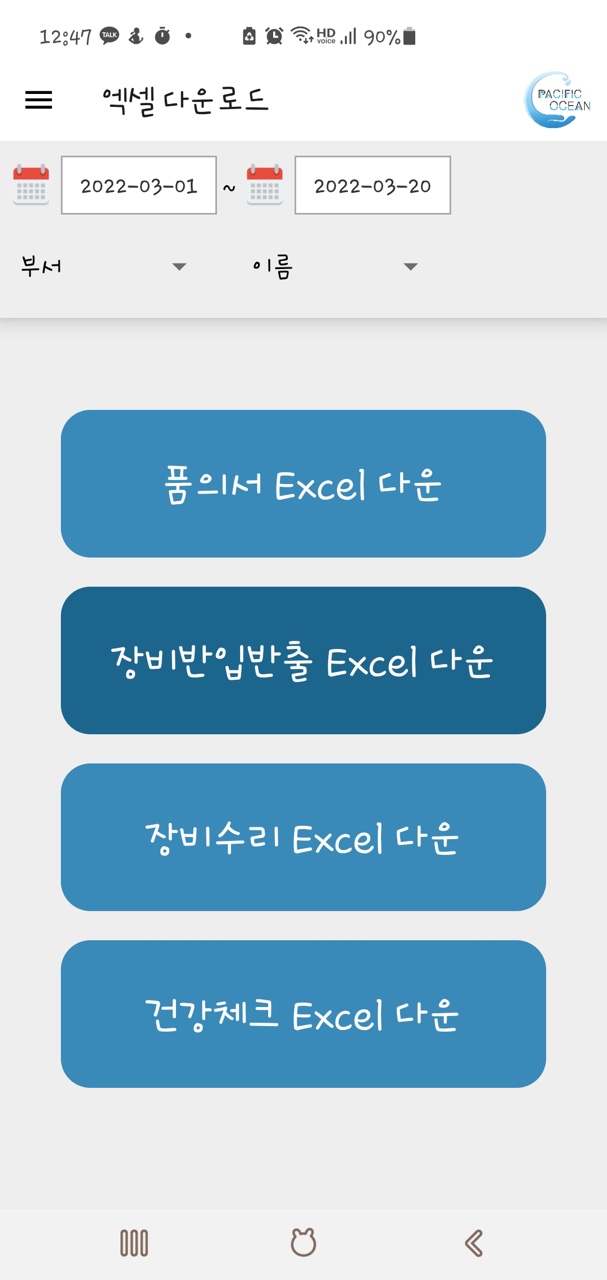 12:47 TALK HD voice 90%
엑셀 다운로드
PACIFIC
OCEAN
2022-03-01 ~ 2022-03-20
부서 이름
품의서 Excel 다운
장비반입반출 Excel 다운
장비수리 Excel 다운
건강체크 Excel 다운